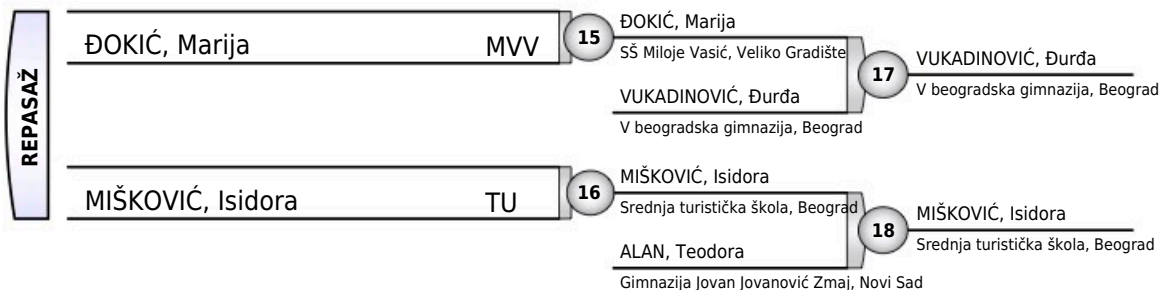 REPASAŽ
ĐOKIĆ, Marija MVV
15
ĐOKIĆ, Marija
SŠ Miloje Vasić, Veliko Gradište
VUKADINOVIĆ, Đurđa
V beogradska gimnazija, Beograd
17
VUKADINOVIĆ, Đurđa
V beogradska gimnazija, Beograd
MIŠKOVIĆ, Isidora TU
16
MIŠKOVIĆ, Isidora
Srednja turistička škola, Beograd
ALAN, Teodora
Gimnazija Jovan Jovanović Zmaj, Novi Sad
18
MIŠKOVIĆ, Isidora
Srednja turistička škola, Beograd